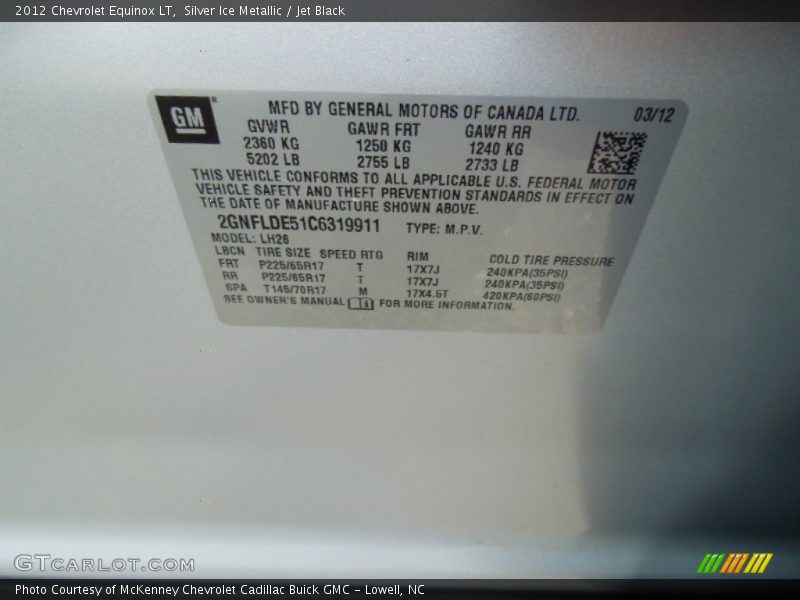 2012 Chevrolet Equinox LT, Silver Ice Metallic / Jet Black
GM
MFD BY GENERAL MOTORS OF CANADA LTD. 03/12
GVWR GAWR FRT GAWR RR
2360 KG 1250 KG 1240 KG
5202 LB 2755 LB 2733 LB
THIS VEHICLE CONFORMS TO ALL APPLICABLE U.S. FEDERAL MOTOR
VEHICLE SAFETY AND THEFT PREVENTION STANDARDS IN EFFECT ON
THE DATE OF MANUFACTURE SHOWN ABOVE.
2GNFLDE51C6319911 TYPE: M.P.V.
MODEL: LH26
LBCN TIRE SIZE SPEED RTG RIM COLD TIRE PRESSURE
FRT P225/65R17 T 17X7J 240KPA(35PSI)
RR P225/65R17 T 17X7J 240KPA(35PSI)
SPA T145/70R17 M 17X4.5T 420KPA(60PSI)
SEE OWNER'S MANUAL FOR MORE INFORMATION.
GTCARLOT.COM
Photo Courtesy of McKenney Chevrolet Cadillac Buick GMC - Lowell, NC